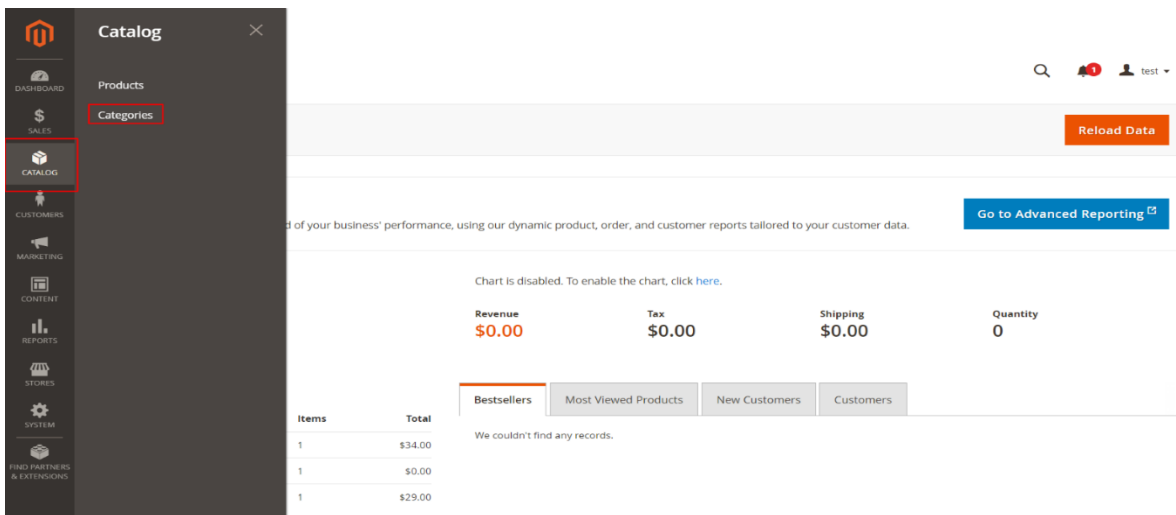 Catalog
Products
Categories
DASHBOARD
SALES
CATALOG
CUSTOMERS
MARKETING
CONTENT
REPORTS
STORES
SYSTEM
FIND PARTNERS
& EXTENSIONS
1
test
Reload Data
d of your business' performance, using our dynamic product, order, and customer reports tailored to your customer data.
Go to Advanced Reporting
Chart is disabled. To enable the chart, click here.
Revenue Tax Shipping Quantity
$0.00 $0.00 $0.00 0
Bestsellers Most Viewed Products New Customers Customers
We couldn't find any records.
Items Total
1 $34.00
1 $0.00
1 $29.00